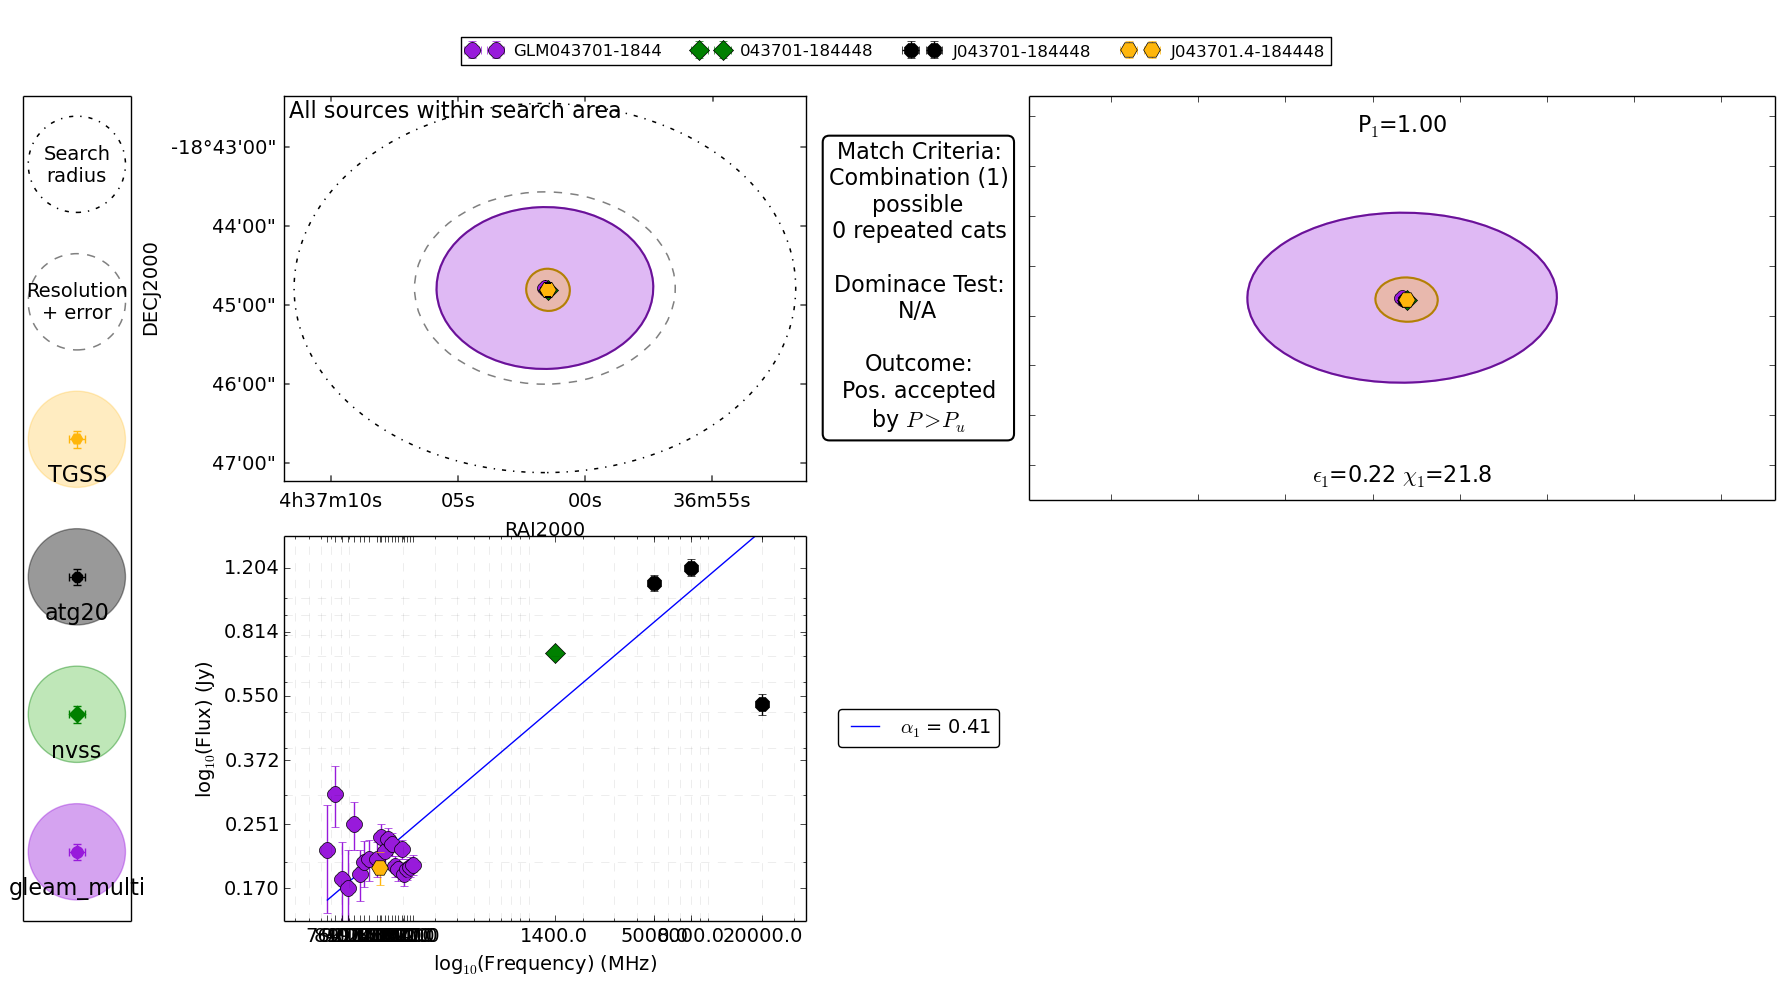 GLM043701-1844 043701-184448 J043701-184448 J043701.4-184448
Search
radius
Resolution
+ error
TGSS
atg20
nvss
gleam_multi
All sources within search area
DECJ2000
-18°43'00"
44'00"
45'00"
46'00"
47'00"
4h37m10s 05s 00s 36m55s
RAJ2000
Match Criteria:
Combination (1)
possible
0 repeated cats
Dominace Test:
N/A
Outcome:
Pos. accepted
by P>P_u
P₁=1.00
ϵ₁=0.22 χ₁=21.8
log₁₀(Flux) (Jy)
1.204
0.814
0.550
0.372
0.251
0.170
1400.0 5000.0 8000.0 20000.0
log₁₀(Frequency) (MHz)
α₁ = 0.41